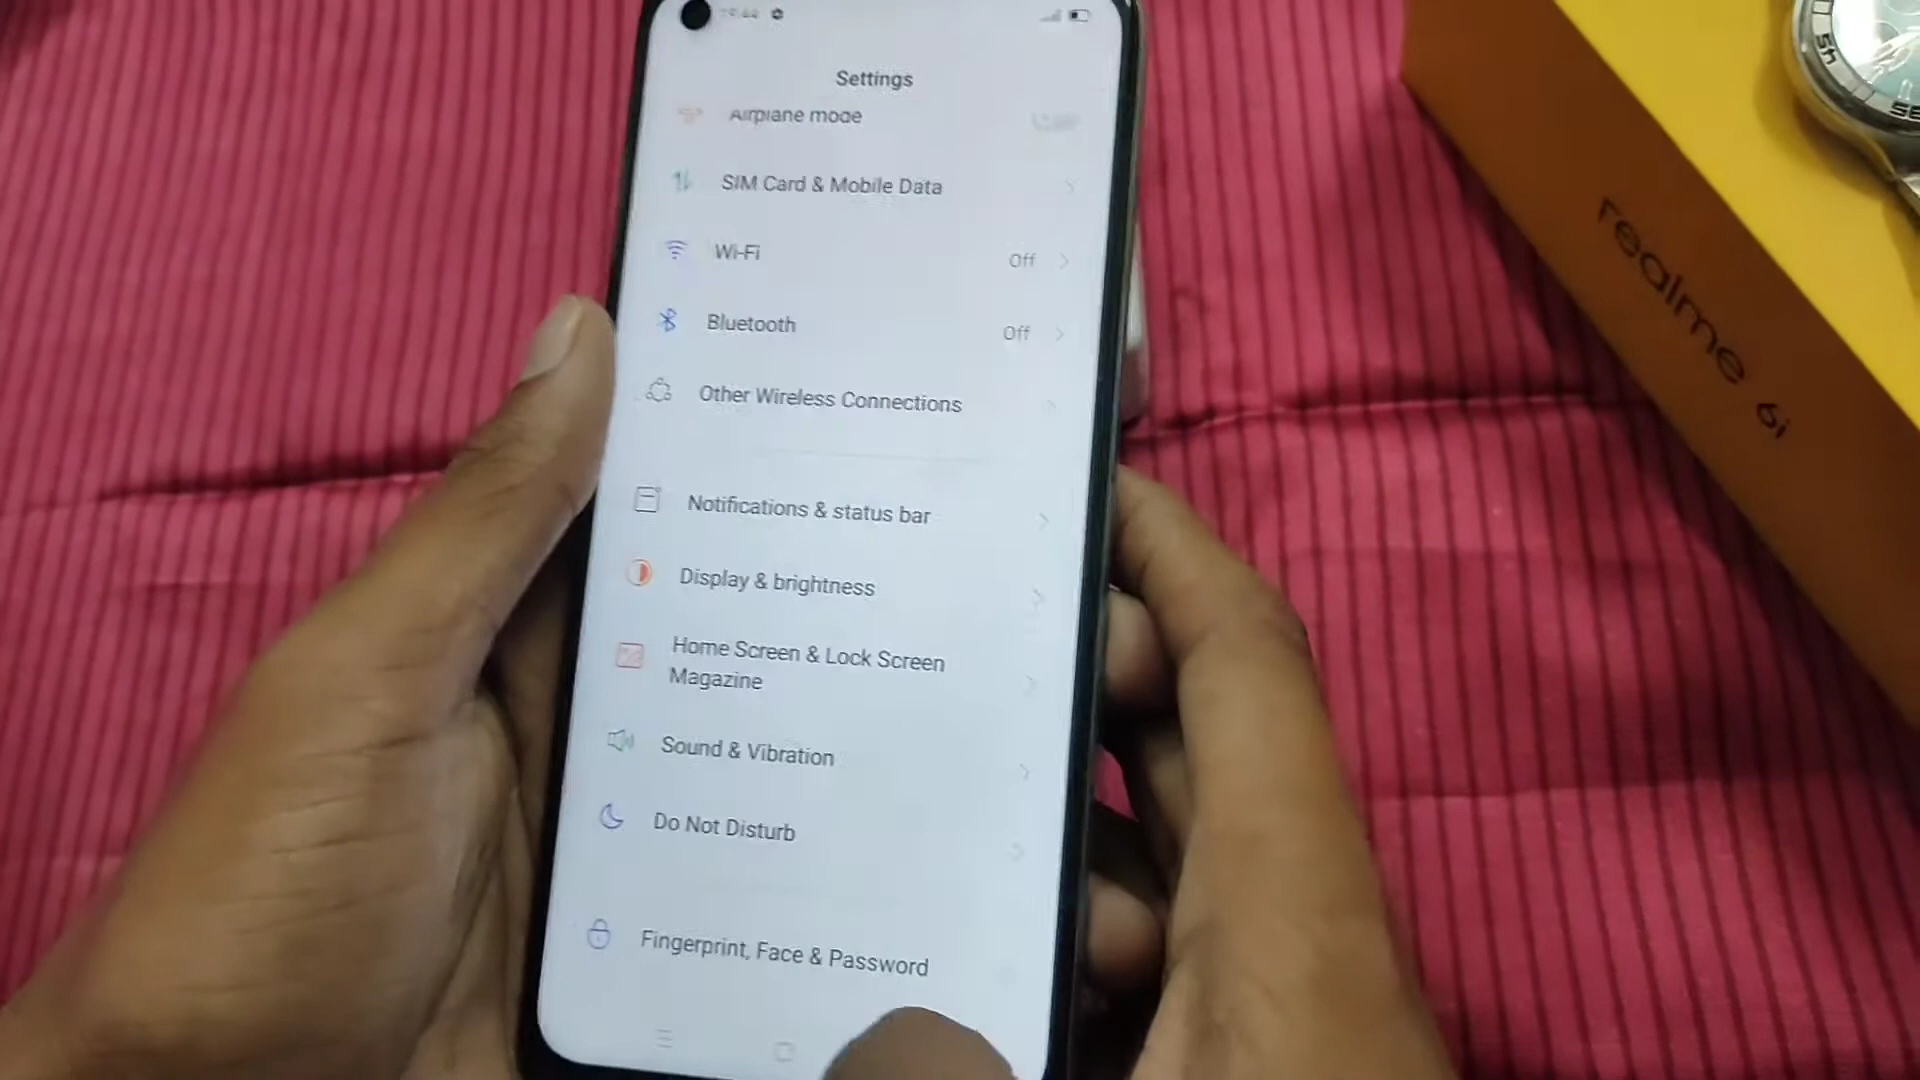 Settings
Airplane mode
SIM Card & Mobile Data
Wi-Fi
Off
Bluetooth
Off
Other Wireless Connections
Notifications & status bar
Display & brightness
Home Screen & Lock Screen
Magazine
Sound & Vibration
Do Not Disturb
Fingerprint, Face & Password
realme 6i
45